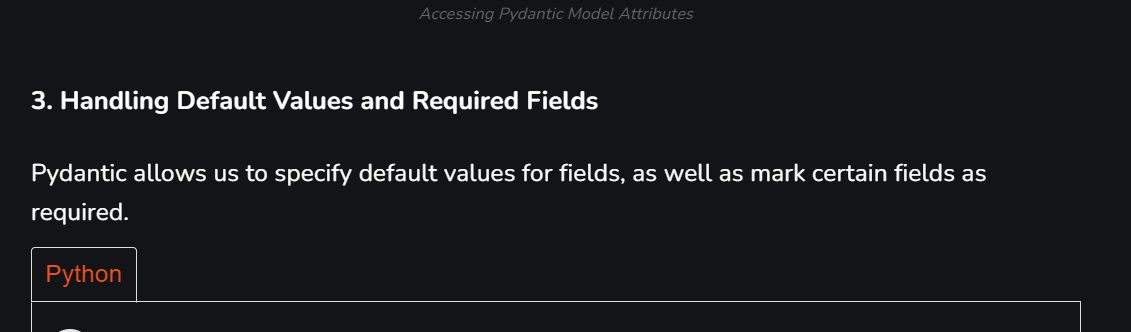 Accessing Pydantic Model Attributes
3. Handling Default Values and Required Fields
Pydantic allows us to specify default values for fields, as well as mark certain fields as
required.
Python